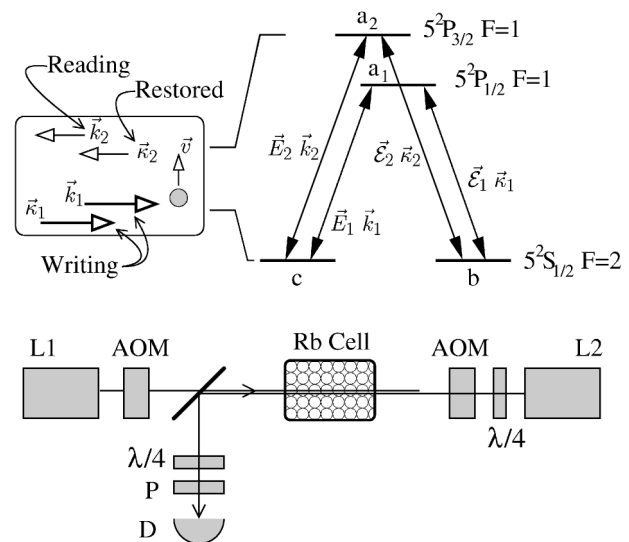 a₂ 5²P₃/₂ F=1
Reading
a₁ 5²P₁/₂ F=1
Restored
k⃗₂ κ⃗₂ v⃗
E⃗₂ k⃗₂ ℰ⃗₂ κ⃗₂
κ⃗₁ k⃗₁
E⃗₁ k⃗₁ ℰ⃗₁ κ⃗₁
Writing
c b 5²S₁/₂ F=2
Rb Cell
L1 AOM AOM L2
λ/4
λ/4
P
D